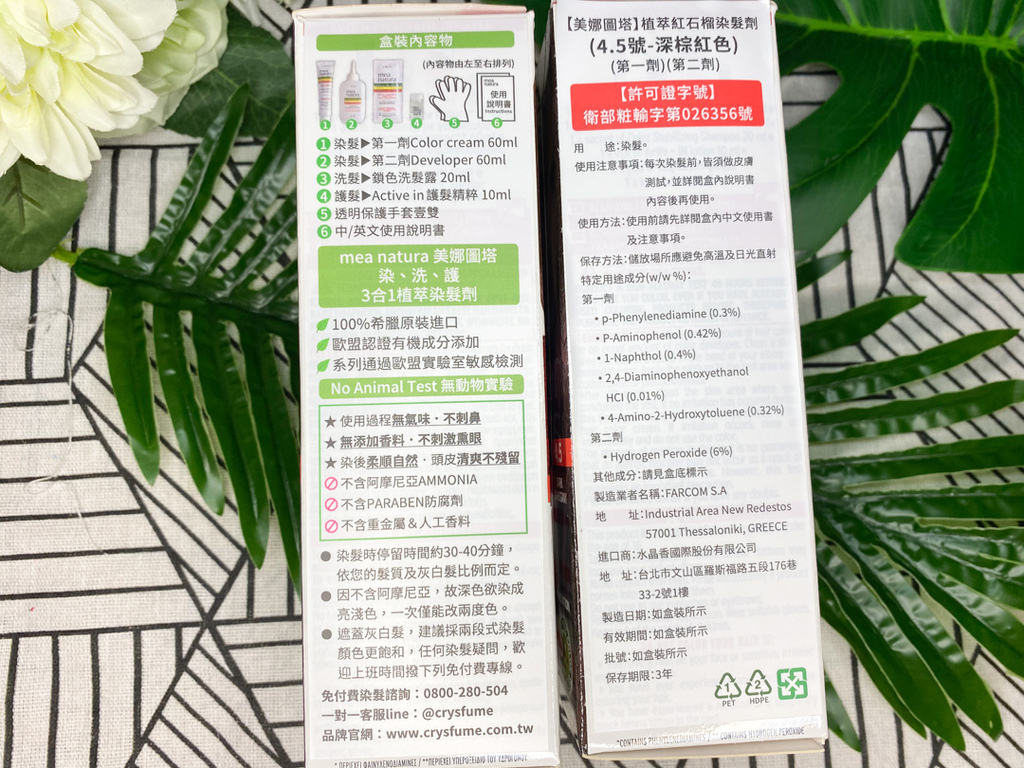 盒裝內容物
(內容物由左至右排列)
mea natura
mea natura
使用說明書
Instructions
1 2 3 4 5 6
1 染髮▶第一劑Color cream 60ml
2 染髮▶第二劑Developer 60ml
3 洗髮▶鎖色洗髮露 20ml
4 護髮▶Active in護髮精粹 10ml
5 透明保護手套壹雙
6 中/英文使用說明書
mea natura 美娜圖塔
染、洗、護
3合1植萃染髮劑
100%希臘原裝進口
歐盟認證有機成分添加
系列通過歐盟實驗室敏感檢測
No Animal Test 無動物實驗
★ 使用過程無氣味・不刺鼻
★ 無添加香料・不刺激熏眼
★ 染後柔順自然・頭皮清爽不殘留
不含阿摩尼亞AMMONIA
不含PARABEN防腐劑
不含重金屬＆人工香料
● 染髮時停留時間約30-40分鐘，
依您的髮質及灰白髮比例而定。
● 因不含阿摩尼亞，故深色欲染成
亮淺色，一次僅能改兩度色。
● 遮蓋灰白髮，建議採兩段式染髮
顏色更飽和，任何染髮疑問，歡
迎上班時間撥下列免付費專線。
免付費染髮諮詢：0800-280-504
一對一客服line：@crysfume
品牌官網：www.crysfume.com.tw
【美娜圖塔】植萃紅石榴染髮劑
(4.5號-深棕紅色)
(第一劑)(第二劑)
【許可證字號】
衛部粧輸字第026356號
用　　途:染髮。
使用注意事項:每次染髮前,皆須做皮膚
測試,並詳閱盒內說明書
內容後再使用。
使用方法:使用前請先詳閱盒內中文使用書
及注意事項。
保存方法:儲放場所應避免高溫及日光直射
特定用途成分(w/w %):
第一劑
• p-Phenylenediamine (0.3%)
• P-Aminophenol (0.42%)
• 1-Naphthol (0.4%)
• 2,4-Diaminophenoxyethanol
HCI (0.01%)
• 4-Amino-2-Hydroxytoluene (0.32%)
第二劑
• Hydrogen Peroxide (6%)
其他成分:請見盒底標示
製造業者名稱:FARCOM S.A
地　　址:Industrial Area New Redestos
57001 Thessaloniki, GREECE
進口商:水晶香國際股份有限公司
地　址:台北市文山區羅斯福路五段176巷
33-2號1樓
製造日期:如盒裝所示
有效期間:如盒裝所示
批號:如盒裝所示
保存期限:3年
1 2
PET HDPE
*CONTAINS PHENYLENEDIAMINES / ** CONTAINS HYDROGEN PEROXIDE